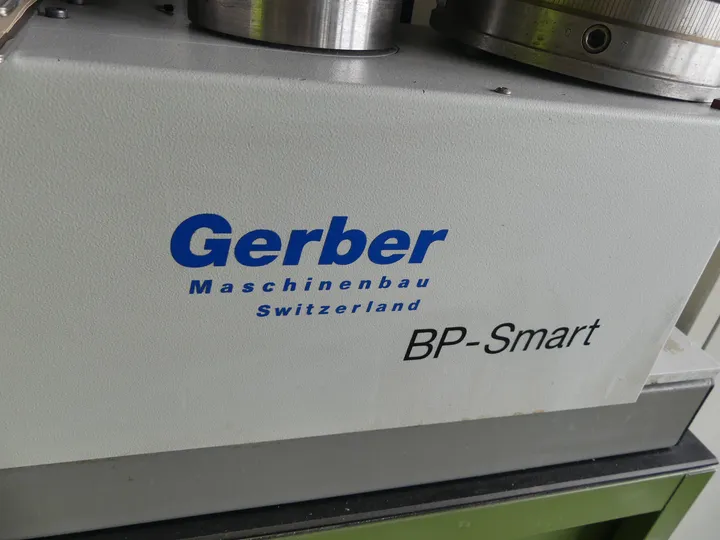 Gerber
Maschinenbau
Switzerland
BP-Smart